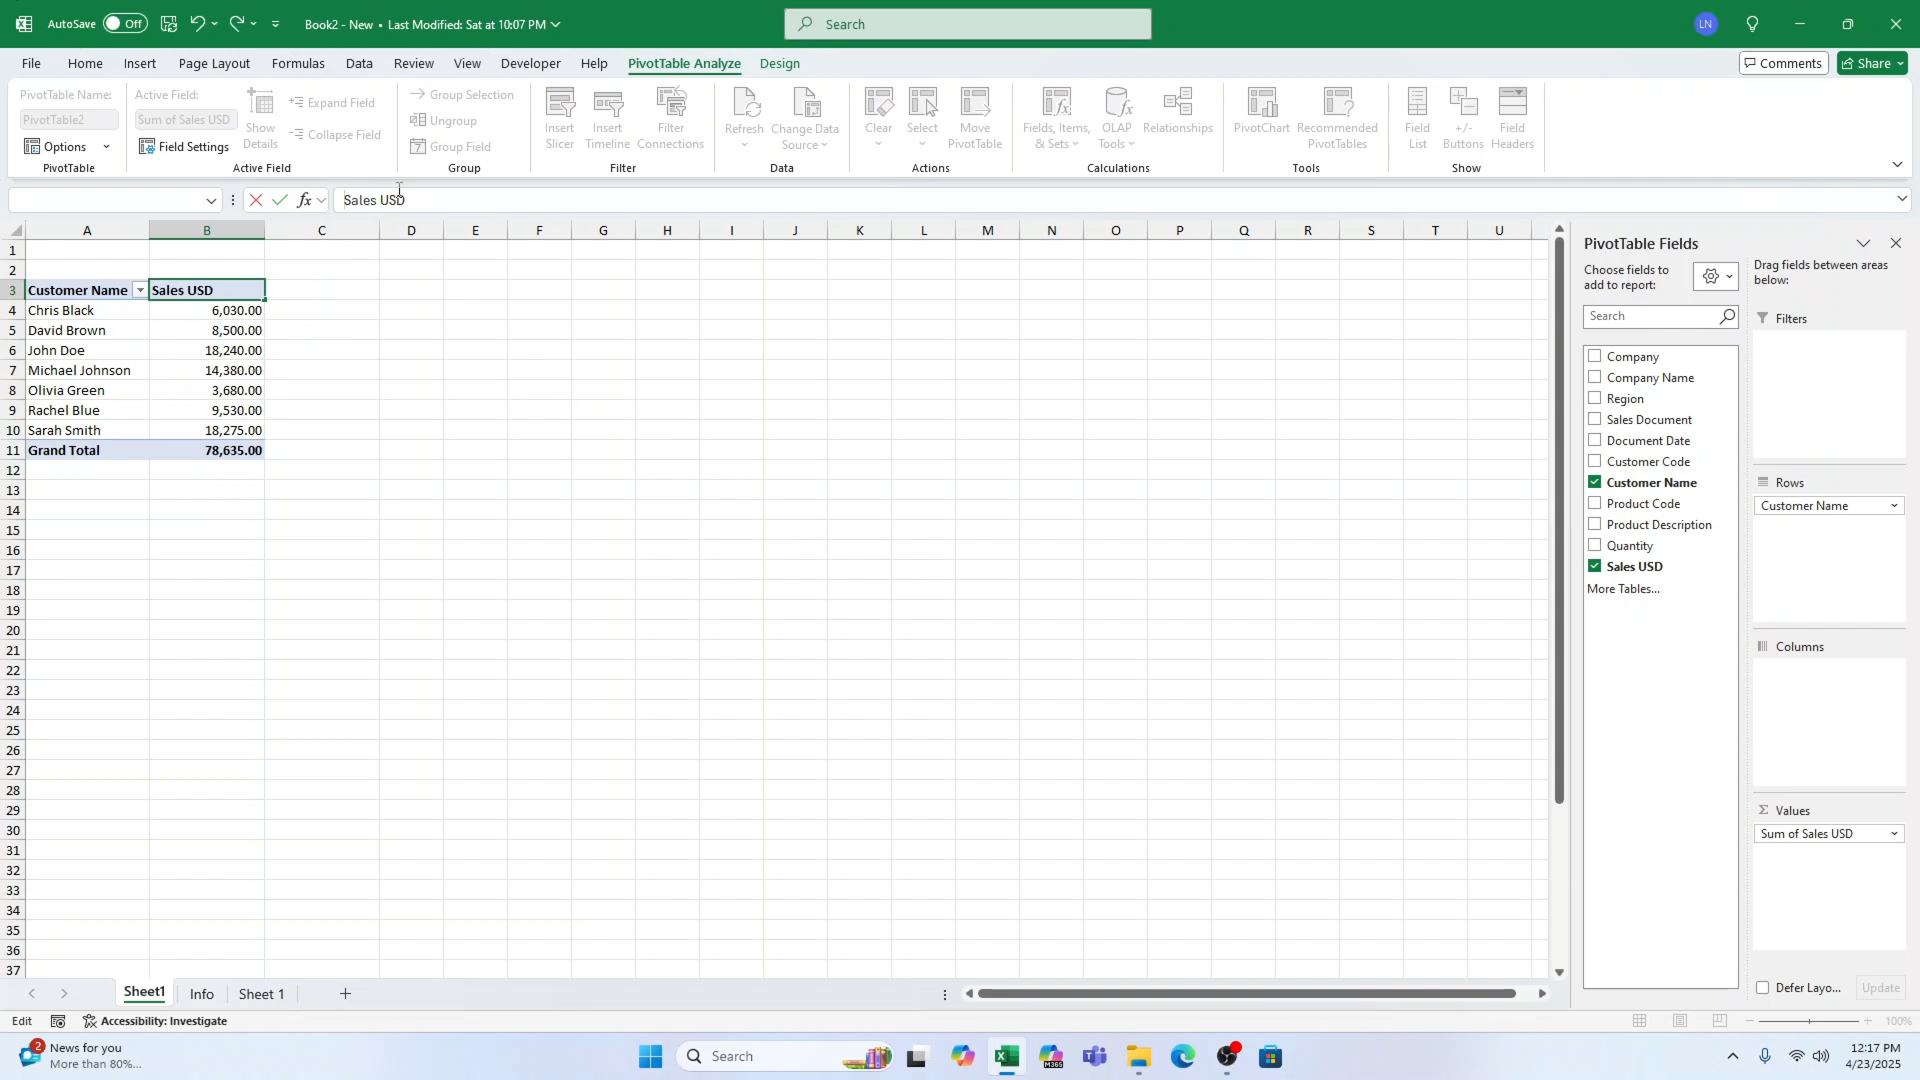 AutoSave Off Book2 - New • Last Modified: Sat at 10:07 PM Search LN
File Home Insert Page Layout Formulas Data Review View Developer Help PivotTable Analyze Design Comments Share
PivotTable Name:
PivotTable2
Options
PivotTable
Active Field:
Sum of Sales USD
Field Settings
Show Details
Expand Field
Collapse Field
Active Field
Group Selection
Ungroup
Group Field
Group
Insert Slicer
Insert Timeline
Filter Connections
Filter
Refresh
Change Data Source
Data
Clear
Select
Move PivotTable
Actions
Fields, Items, & Sets
OLAP Tools
Relationships
Calculations
PivotChart
Recommended PivotTables
Tools
Field List
+/- Buttons
Field Headers
Show
fx Sales USD
A B C D E F G H I J K L M N O P Q R S T U
1
2
3 Customer Name Sales USD
4 Chris Black 6,030.00
5 David Brown 8,500.00
6 John Doe 18,240.00
7 Michael Johnson 14,380.00
8 Olivia Green 3,680.00
9 Rachel Blue 9,530.00
10 Sarah Smith 18,275.00
11 Grand Total 78,635.00
12
13
14
15
16
17
18
19
20
21
22
23
24
25
26
27
28
29
30
31
32
33
34
35
36
37
PivotTable Fields
Choose fields to
add to report:
Search
Company
Company Name
Region
Sales Document
Document Date
Customer Code
Customer Name
Product Code
Product Description
Quantity
Sales USD
More Tables...
Drag fields between areas
below:
Filters
Rows
Customer Name
Columns
Σ Values
Sum of Sales USD
Defer Layo... Update
Sheet1 Info Sheet 1
Edit Accessibility: Investigate 100%
2 News for you
More than 80%...
Search
M365
12:17 PM
4/23/2025